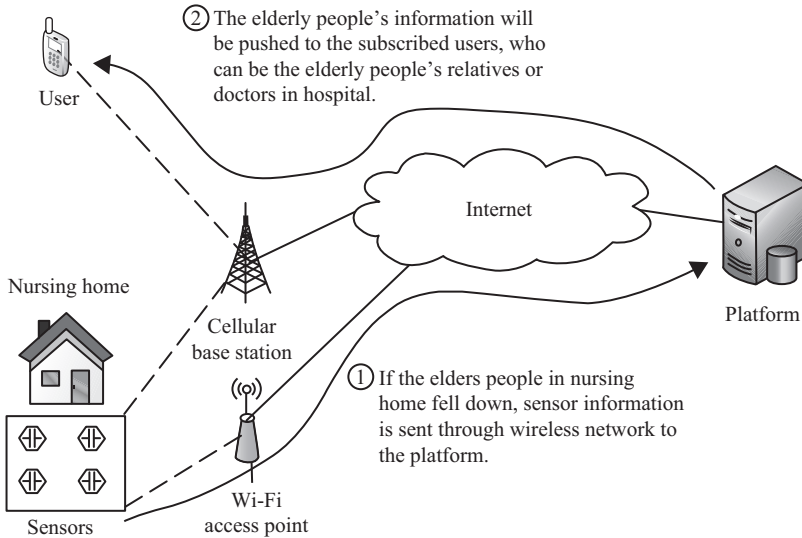 ② The elderly people’s information will
be pushed to the subscribed users, who
can be the elderly people’s relatives or
doctors in hospital.
User
Internet
Nursing home
Cellular
base station
Platform
① If the elders people in nursing
home fell down, sensor information
is sent through wireless network to
the platform.
Wi-Fi
access point
Sensors